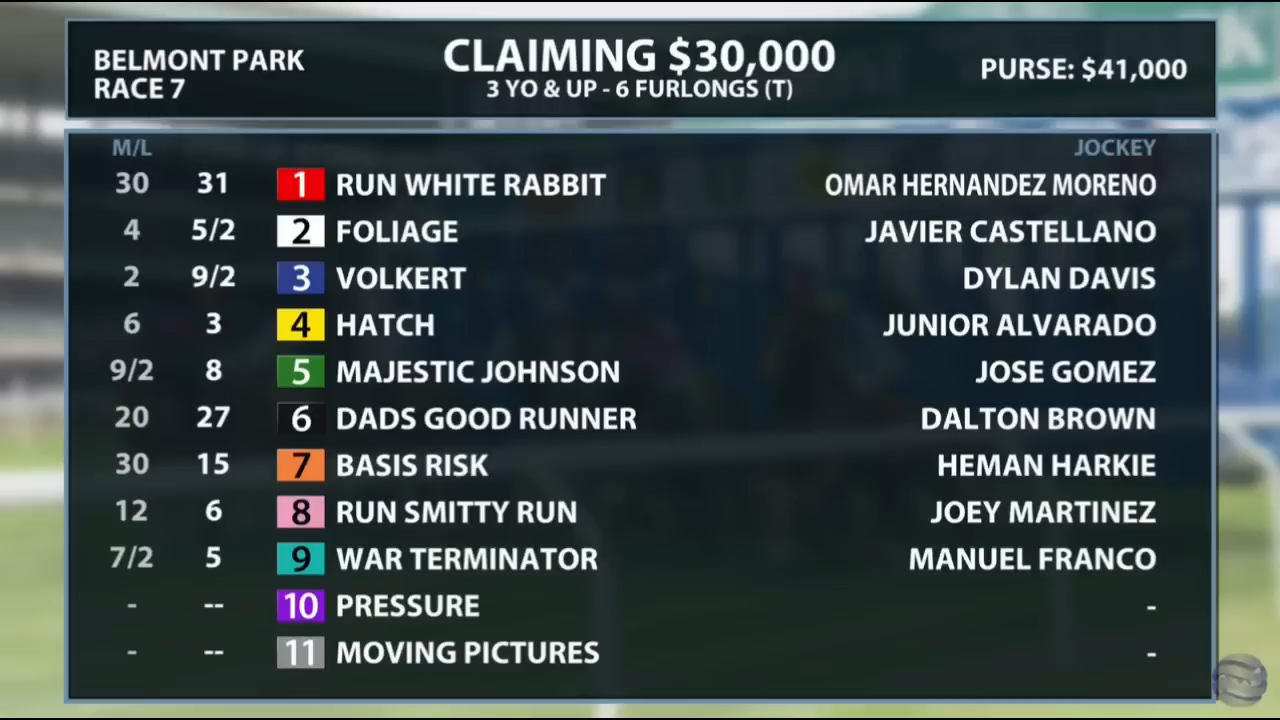 BELMONT PARK
RACE 7
CLAIMING $30,000
3 YO & UP - 6 FURLONGS (T)
PURSE: $41,000
M/L JOCKEY
30 31 1 RUN WHITE RABBIT OMAR HERNANDEZ MORENO
4 5/2 2 FOLIAGE JAVIER CASTELLANO
2 9/2 3 VOLKERT DYLAN DAVIS
6 3 4 HATCH JUNIOR ALVARADO
9/2 8 5 MAJESTIC JOHNSON JOSE GOMEZ
20 27 6 DADS GOOD RUNNER DALTON BROWN
30 15 7 BASIS RISK HEMAN HARKIE
12 6 8 RUN SMITTY RUN JOEY MARTINEZ
7/2 5 9 WAR TERMINATOR MANUEL FRANCO
- -- 10 PRESSURE -
- -- 11 MOVING PICTURES -